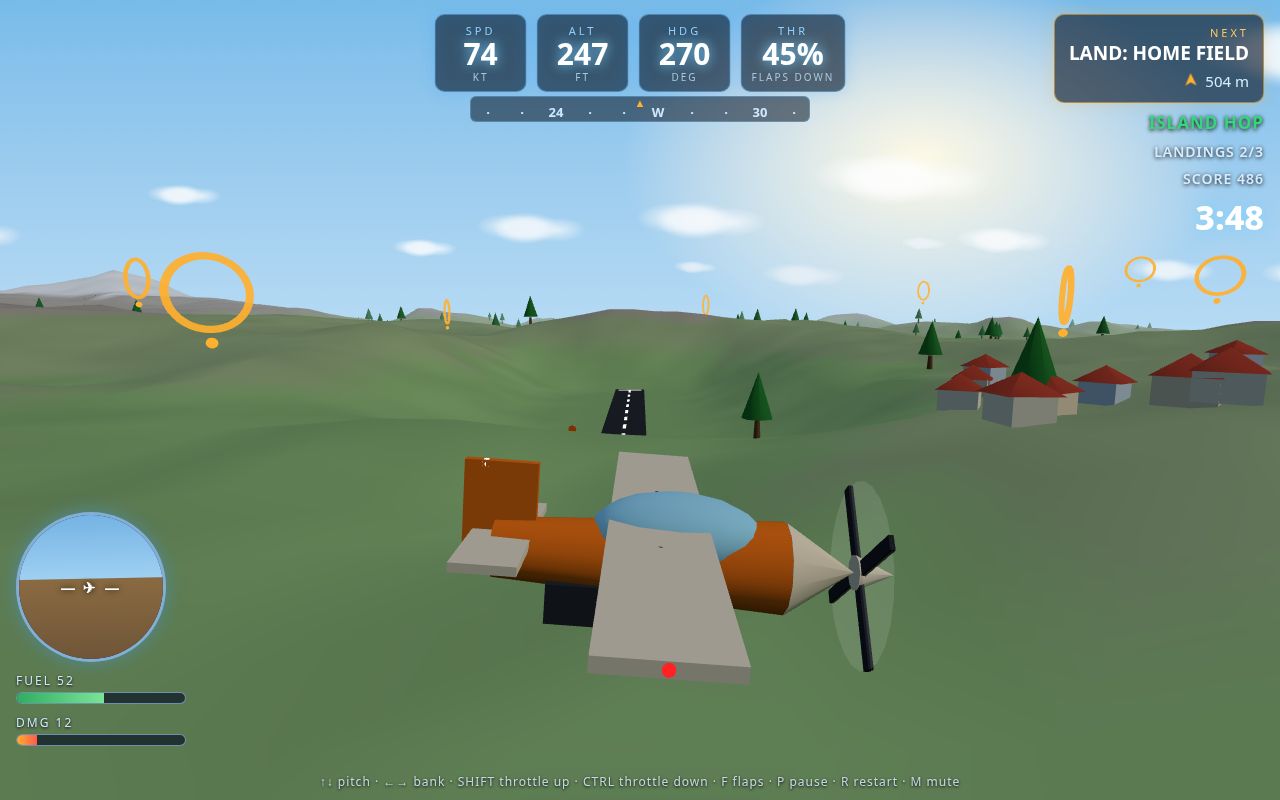 SPD
74
KT
ALT
247
FT
HDG
270
DEG
THR
45%
FLAPS DOWN
· · 24 · · W · · 30 ·
NEXT
LAND: HOME FIELD
504 m
ISLAND HOP
LANDINGS 2/3
SCORE 486
3:48
FUEL 52
DMG 12
↑↓ pitch · ←→ bank · SHIFT throttle up · CTRL throttle down · F flaps · P pause · R restart · M mute